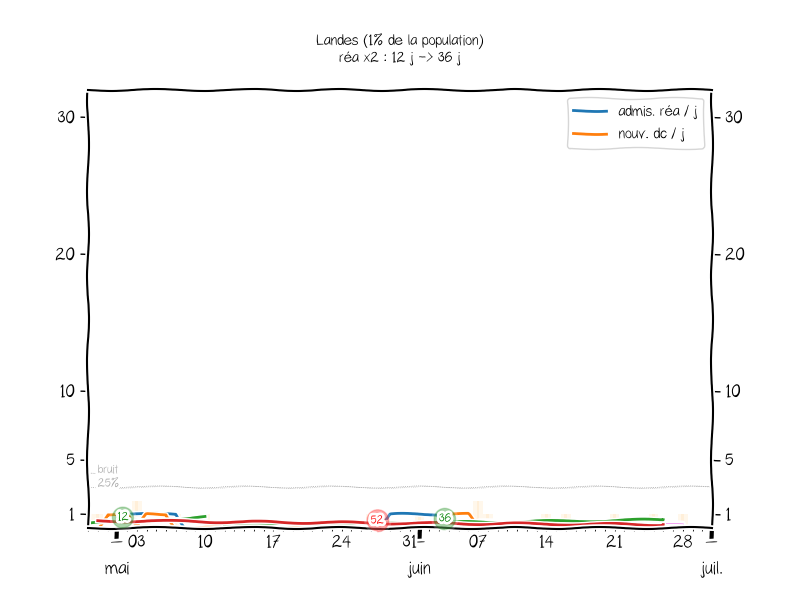 Landes (1% de la population)
réa x2 : 12 j -> 36 j
admis. réa / j
nouv. dc / j
30
30
20
20
10
10
5
5
bruit
25%
1
12
52
36
1
03 10 17 24 31 07 14 21 28
mai juin juil.